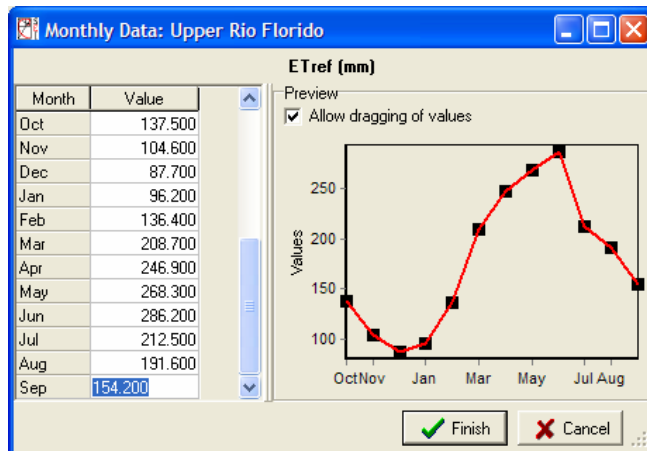 Monthly Data: Upper Rio Florido
ETref (mm)
Month Value
Oct 137.500
Nov 104.600
Dec 87.700
Jan 96.200
Feb 136.400
Mar 208.700
Apr 246.900
May 268.300
Jun 286.200
Jul 212.500
Aug 191.600
Sep 154.200
Preview
Allow dragging of values
Values
250
200
150
100
Oct Nov Jan Mar May Jul Aug
Finish Cancel